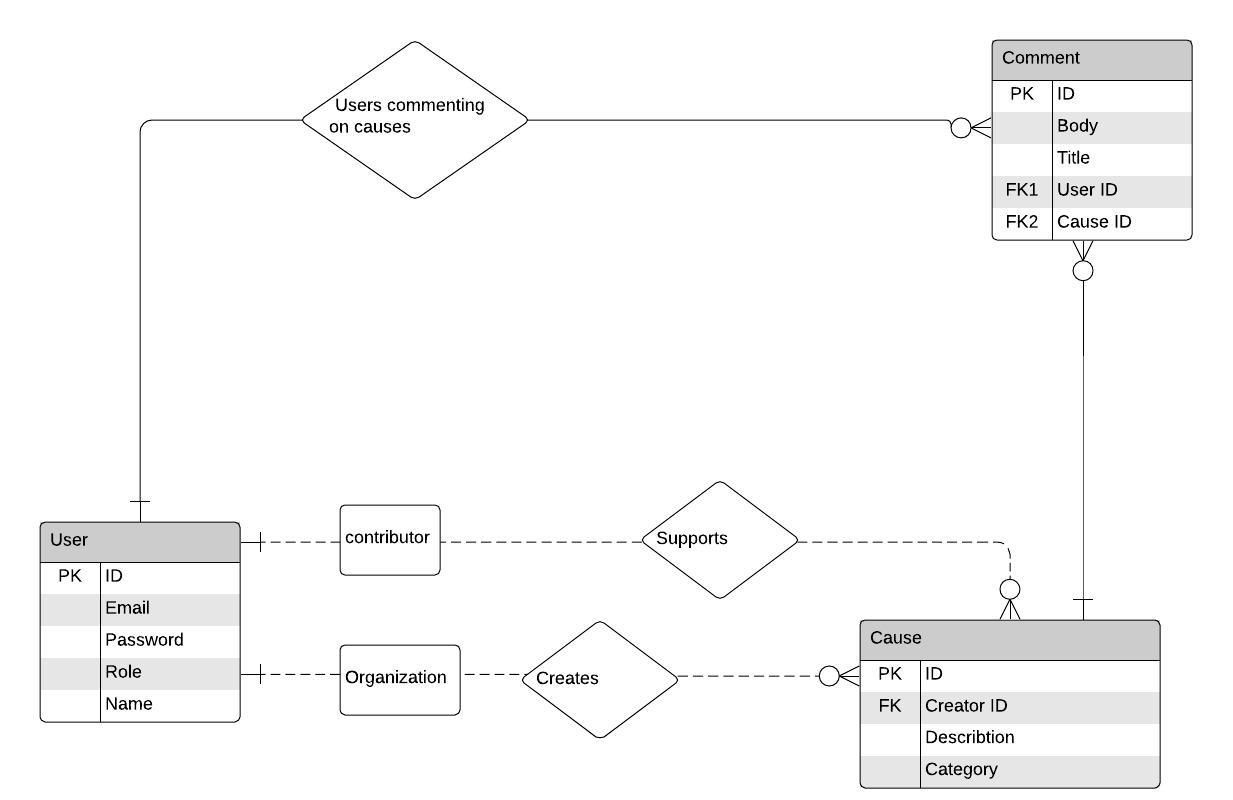 Users commenting
on causes
Comment
PK ID
Body
Title
FK1 User ID
FK2 Cause ID
User
PK ID
Email
Password
Role
Name
contributor
Supports
Organization
Creates
Cause
PK ID
FK Creator ID
Describtion
Category